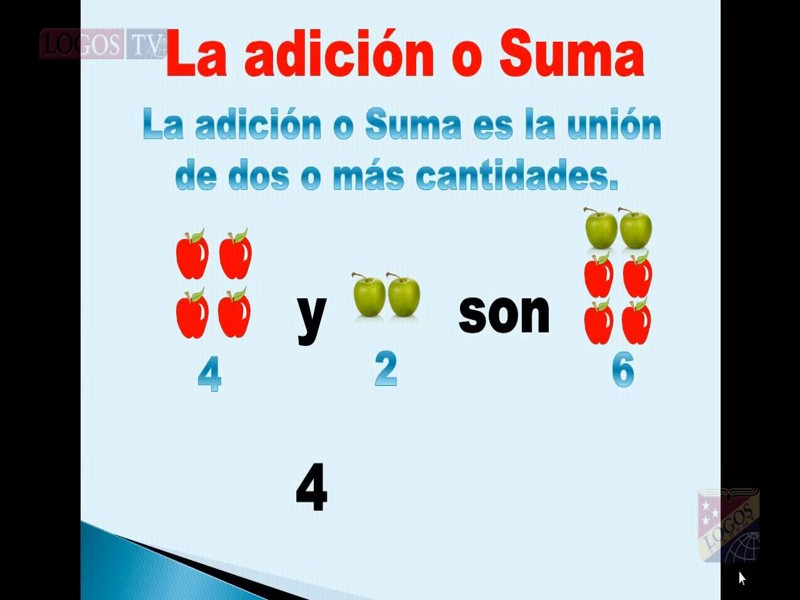 LOGOS TV
La adición o Suma
La adición o Suma es la unión
de dos o más cantidades.
y son
4 2 6
4
LOGOS